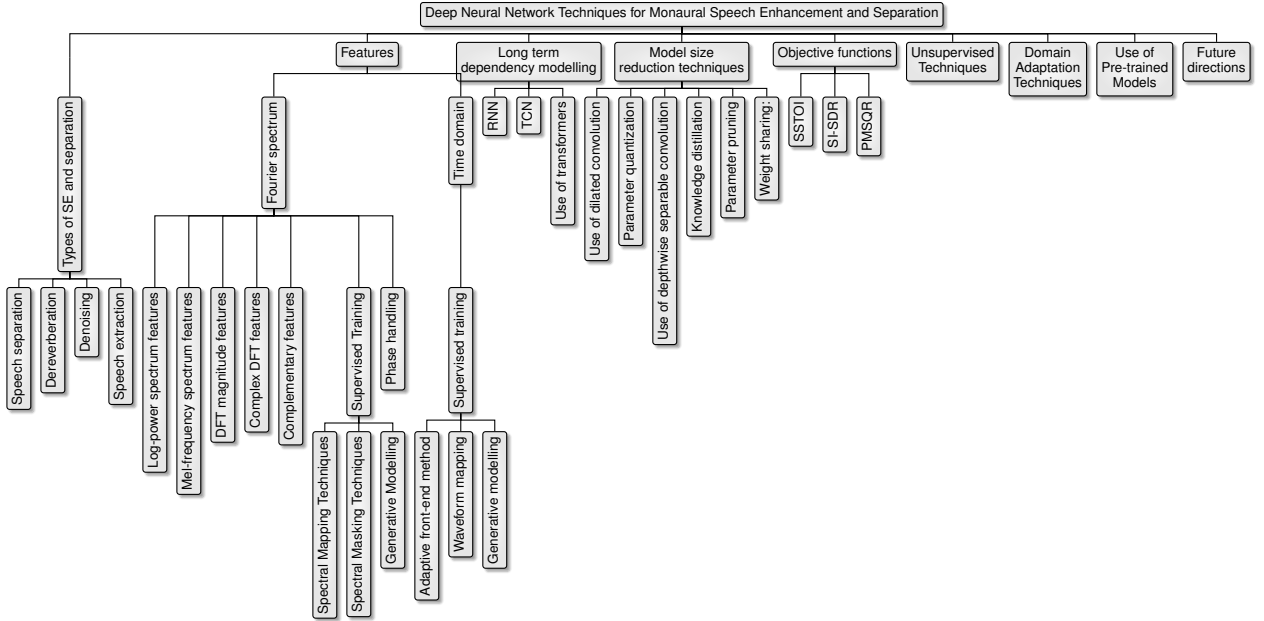 Deep Neural Network Techniques for Monaural Speech Enhancement and Separation
Features
Long term
dependency modelling
Model size
reduction techniques
Objective functions
Unsupervised
Techniques
Domain
Adaptation
Techniques
Use of
Pre-trained
Models
Future
directions
Types of SE and separation
Fourier spectrum
Time domain
RNN
TCN
Use of transformers
Use of dilated convolution
Parameter quantization
Use of depthwise separable convolution
Knowledge distillation
Parameter pruning
Weight sharing:
SSTOI
SI-SDR
PMSQR
Speech separation
Dereverberation
Denoising
Speech extraction
Log-power spectrum features
Mel-frequency spectrum features
DFT magnitude features
Complex DFT features
Complementary features
Supervised Training
Phase handling
Supervised training
Spectral Mapping Techniques
Spectral Masking Techniques
Generative Modelling
Adaptive front-end method
Waveform mapping
Generative modelling